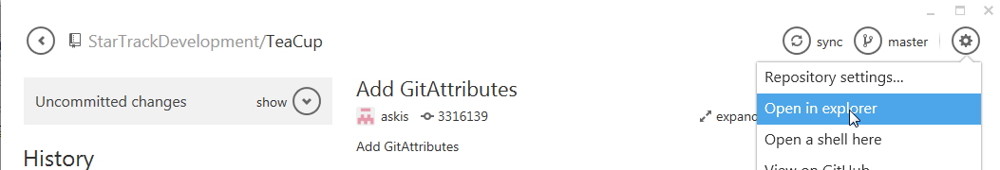 StarTrackDevelopment/TeaCup
sync
master
Repository settings...
Open in explorer
Open a shell here
View on GitHub
Uncommitted changes
show
Add GitAttributes
askis
3316139
expand
Add GitAttributes
History